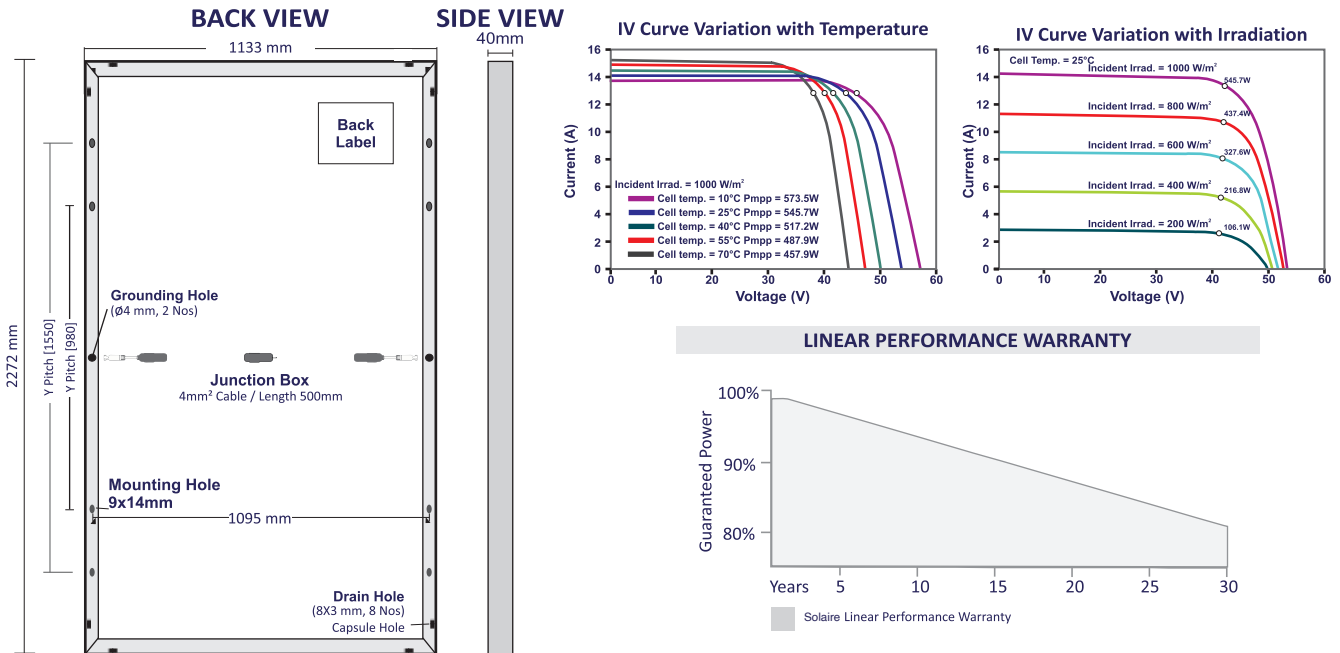 BACK VIEW
1133 mm
Back
Label
Grounding Hole
(Ø4 mm, 2 Nos)
2272 mm
Y Pitch [1550]
Y Pitch [980]
Junction Box
4mm² Cable / Length 500mm
Mounting Hole
9x14mm
1095 mm
Drain Hole
(8X3 mm, 8 Nos)
Capsule Hole
SIDE VIEW
40mm
IV Curve Variation with Temperature
16
14
12
10
8
6
4
2
0
Current (A)
Incident Irrad. = 1000 W/m²
Cell temp. = 10°C Pmpp = 573.5W
Cell temp. = 25°C Pmpp = 545.7W
Cell temp. = 40°C Pmpp = 517.2W
Cell temp. = 55°C Pmpp = 487.9W
Cell temp. = 70°C Pmpp = 457.9W
0 10 20 30 40 50 60
Voltage (V)
IV Curve Variation with Irradiation
16
14
12
10
8
6
4
2
0
Current (A)
Cell Temp. = 25°C
Incident Irrad. = 1000 W/m²
545.7W
Incident Irrad. = 800 W/m²
437.4W
Incident Irrad. = 600 W/m²
327.6W
Incident Irrad. = 400 W/m²
216.8W
Incident Irrad. = 200 W/m²
106.1W
0 10 20 30 40 50 60
Voltage (V)
LINEAR PERFORMANCE WARRANTY
100%
90%
80%
Guaranteed Power
Years 5 10 15 20 25 30
Solaire Linear Performance Warranty